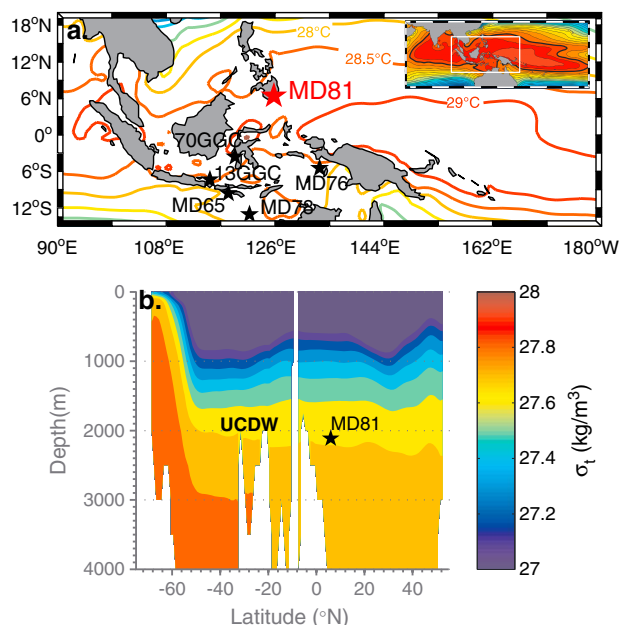 18°N
12°N
6°N
0°
6°S
12°S
a.
28°C
28.5°C
29°C
MD81
70GGC
13GGC
MD76
MD65
MD78
90°E
108°E
126°E
144°E
162°E
180°W
b.
0
1000
2000
3000
4000
Depth(m)
UCDW
MD81
-60
-40
-20
0
20
40
Latitude (°N)
28
27.8
27.6
27.4
27.2
27
σt (kg/m³)